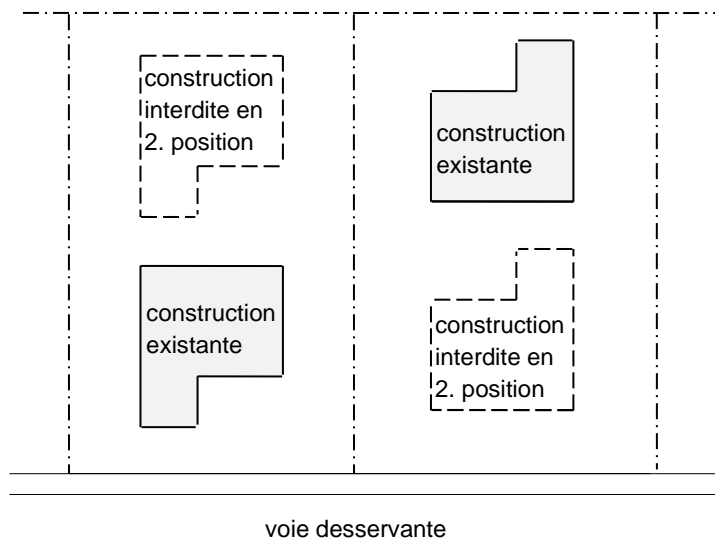 construction
interdite en
2. position
construction
existante
construction
existante
construction
interdite en
2. position
voie desservante